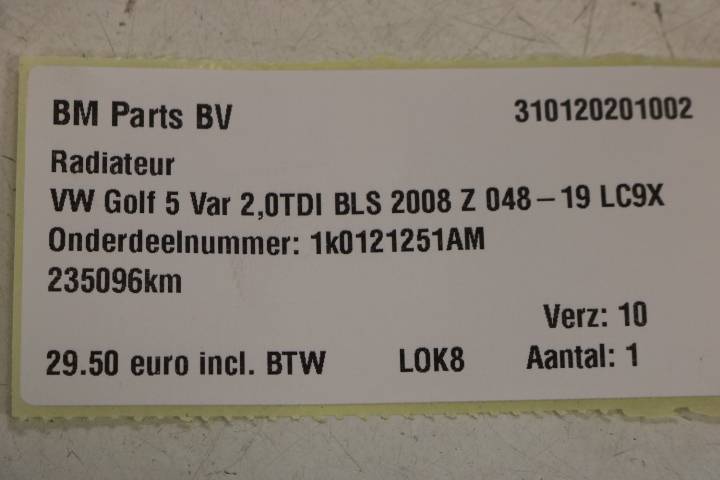 BM Parts BV 310120201002
Radiateur
VW Golf 5 Var 2,0TDI BLS 2008 Z 048-19 LC9X
Onderdeelnummer: 1k0121251AM
235096km
Verz: 10
29.50 euro incl. BTW LOK8 Aantal: 1